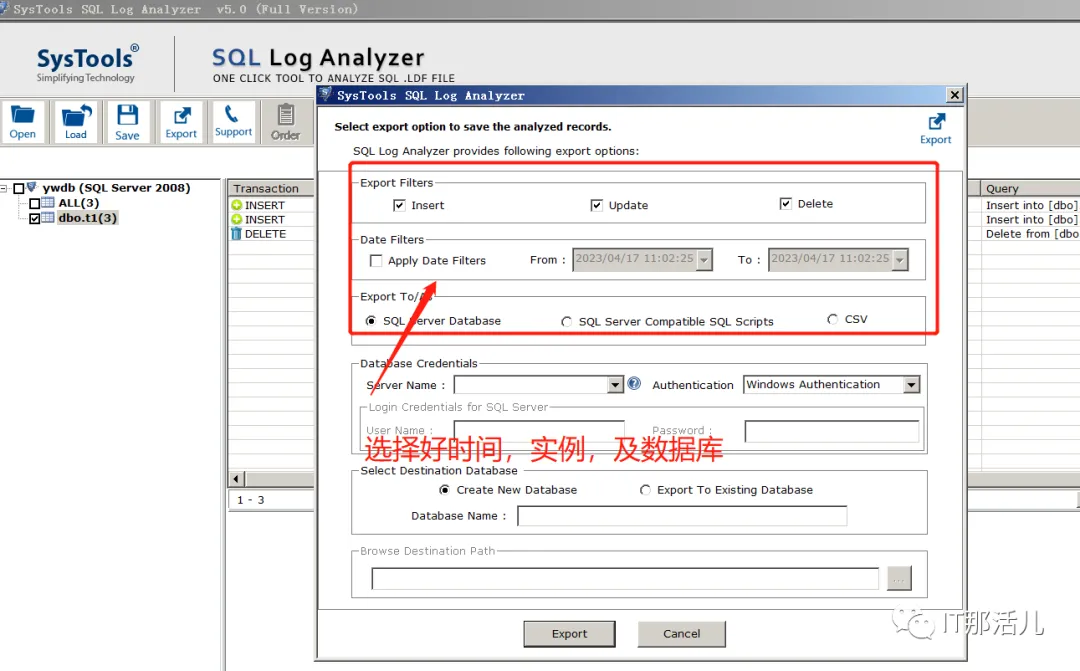 SysTools SQL Log Analyzer v5.0 (Full Version)
SysTools®
Simplifying Technology
SQL Log Analyzer
ONE CLICK TOOL TO ANALYZE SQL .LDF FILE
Open
Load
Save
Export
Support
Order
ywdb (SQL Server 2008)
ALL(3)
dbo.t1(3)
Transaction
INSERT
INSERT
DELETE
1 - 3
Query
Insert into [dbo]
Insert into [dbo]
Delete from [dbo
SysTools SQL Log Analyzer
Select export option to save the analyzed records.
Export
SQL Log Analyzer provides following export options:
Export Filters
Insert Update Delete
Date Filters
Apply Date Filters From : 2023/04/17 11:02:25 To : 2023/04/17 11:02:25
Export To/As
SQL Server Database SQL Server Compatible SQL Scripts CSV
Database Credentials
Server Name : Authentication Windows Authentication
Login Credentials for SQL Server
User Name : Password :
选择好时间，实例，及数据库
Select Destination Database
Create New Database Export To Existing Database
Database Name :
Browse Destination Path
...
Export Cancel
IT那活儿